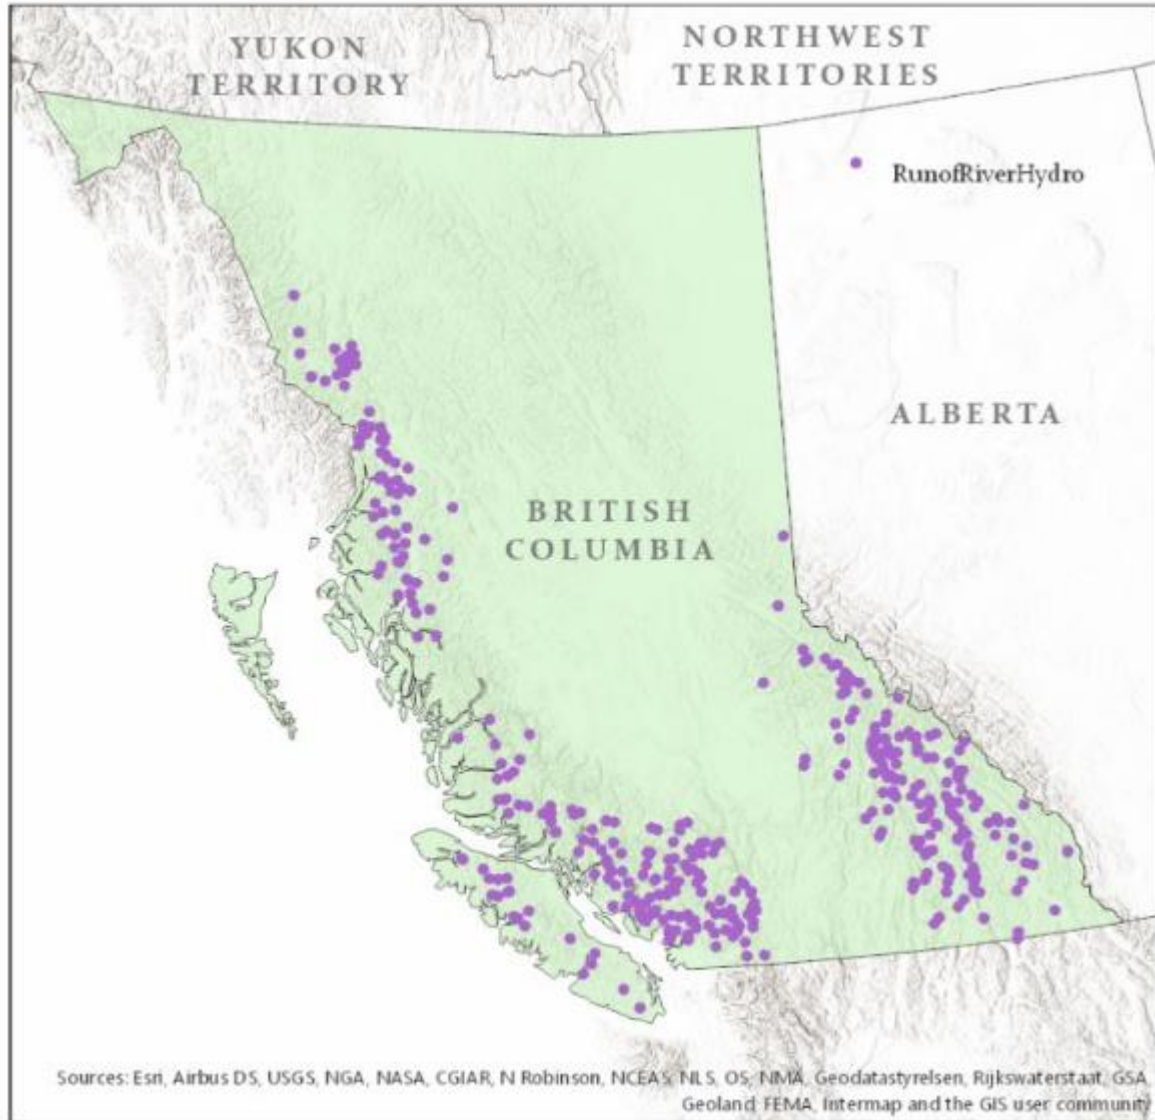 YUKON
TERRITORY
NORTHWEST
TERRITORIES
RunofRiverHydro
ALBERTA
BRITISH
COLUMBIA
Sources: Esri, Airbus DS, USGS, NGA, NASA, CGIAR, N Robinson, NCEAS, NLS, OS, NMA, Geodatastyrelsen, Rijkswaterstaat, GSA,
Geoland, FEMA, Intermap and the GIS user community